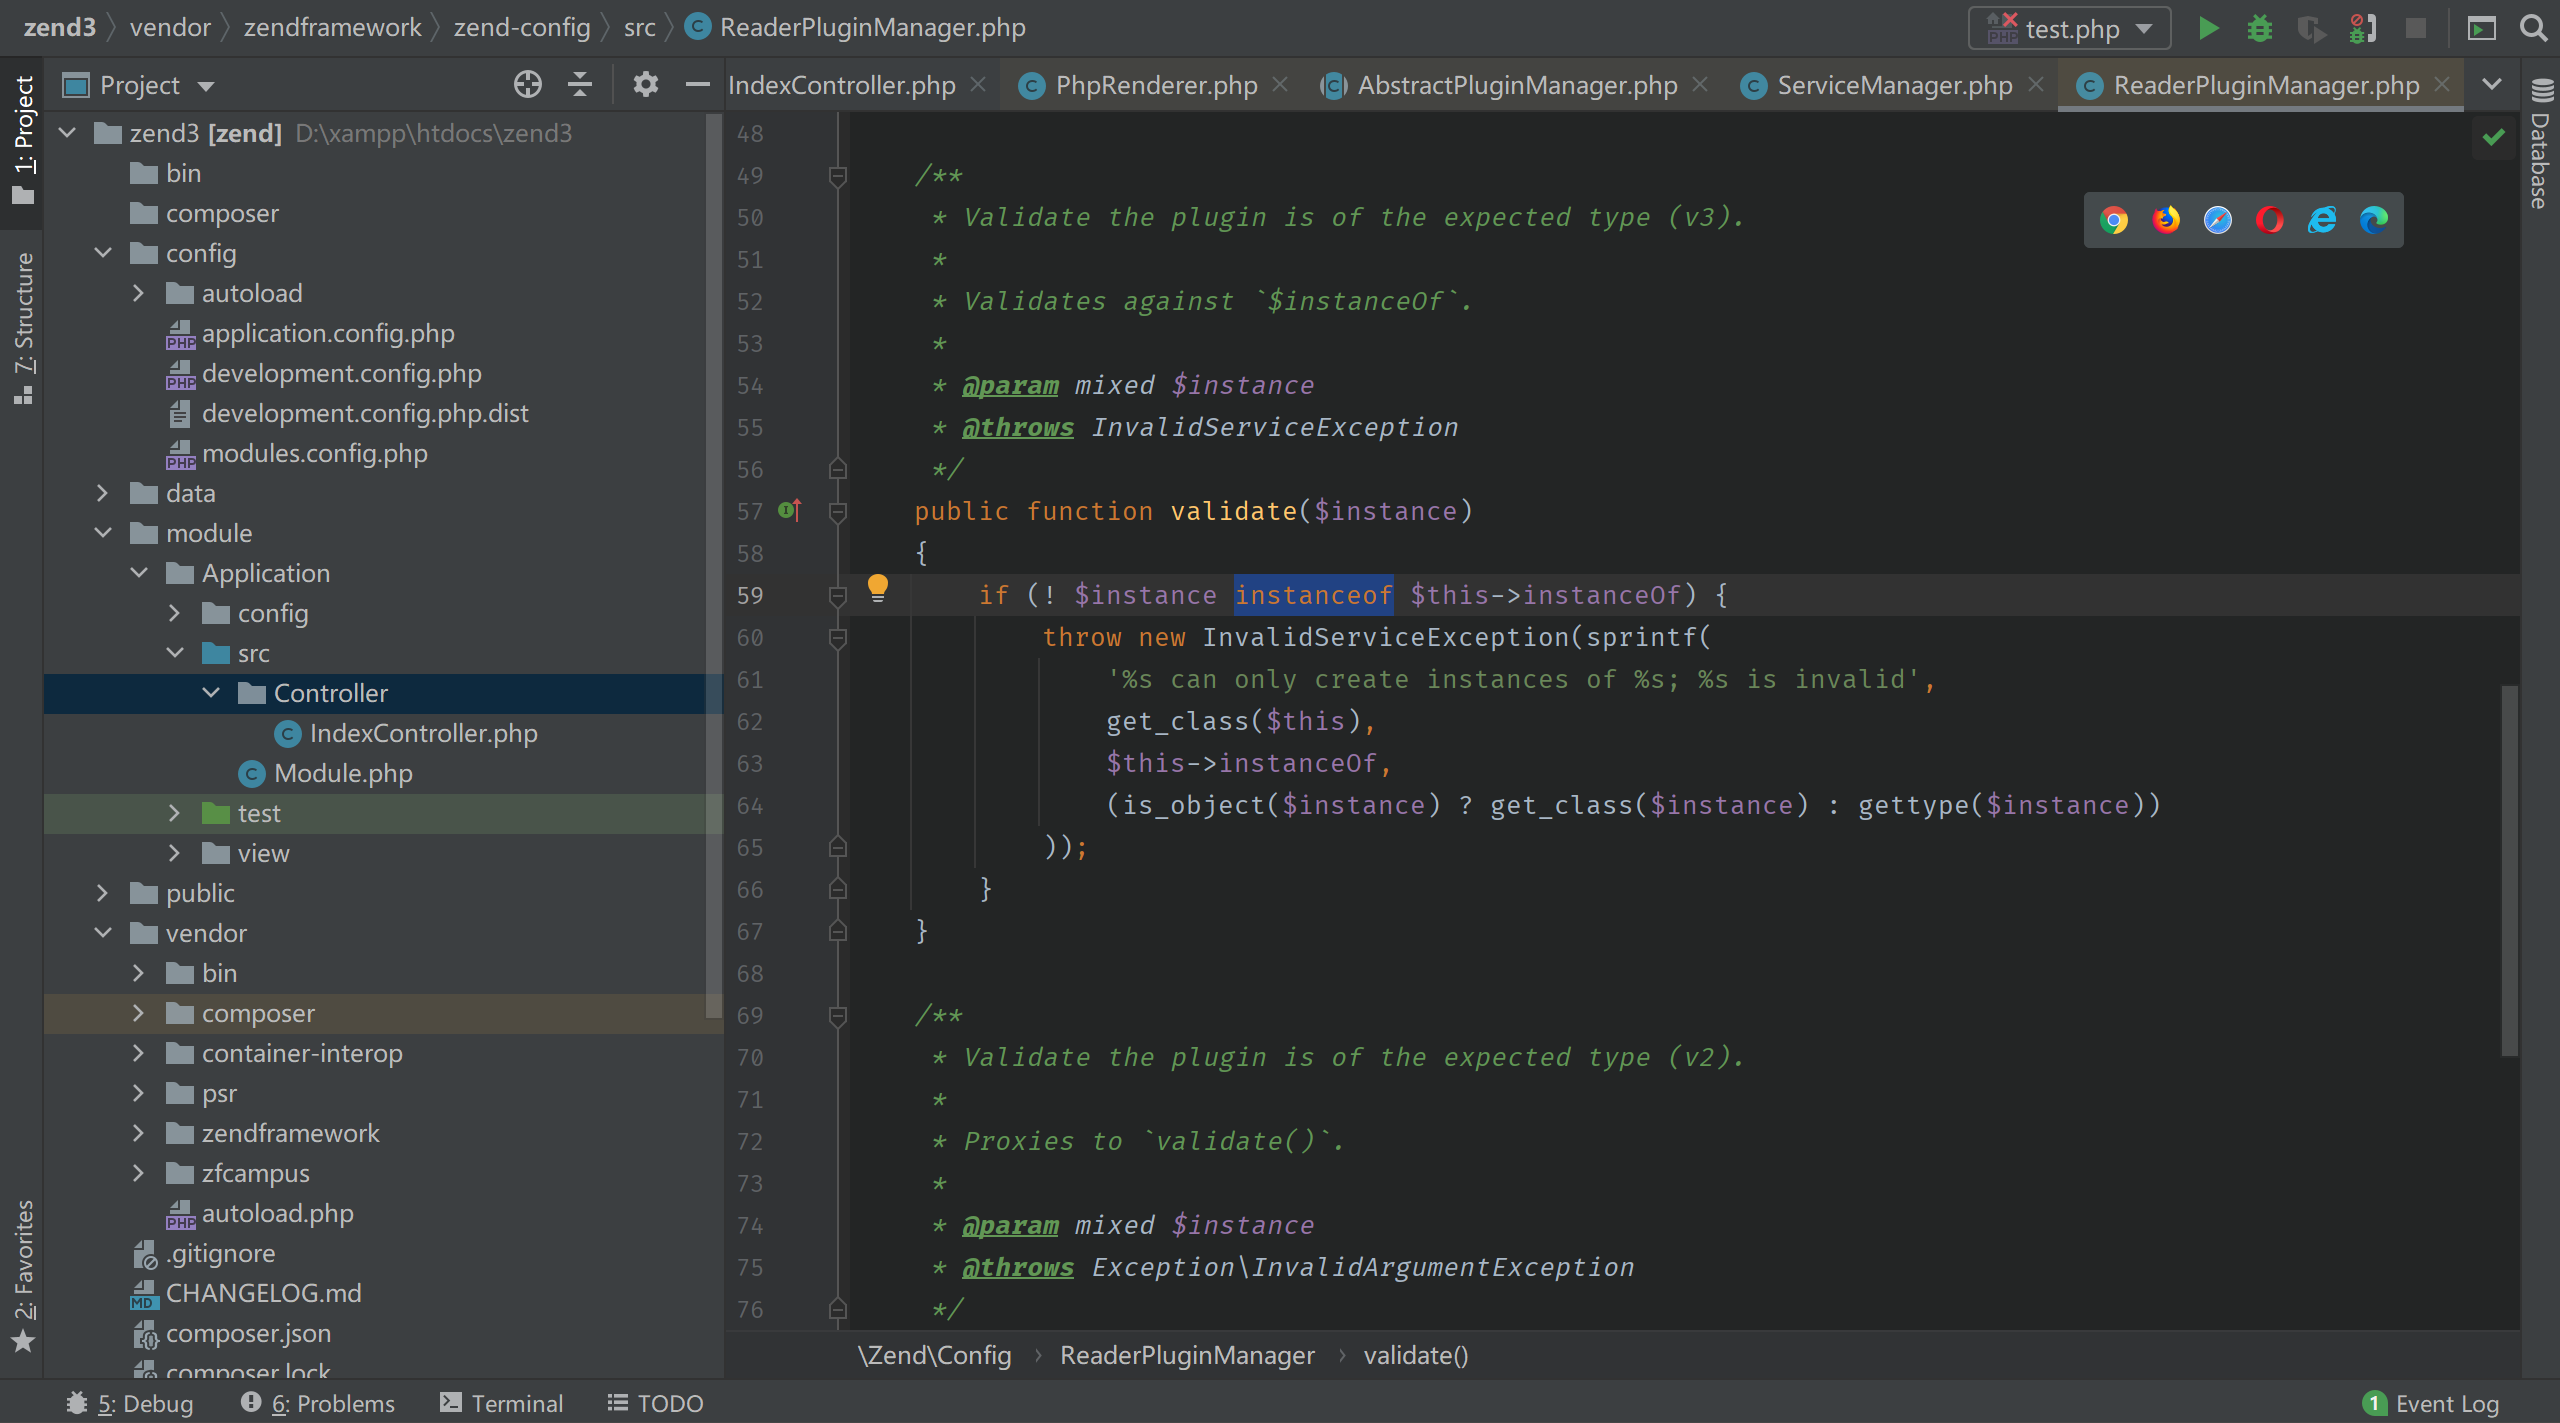 zend3 vendor zendframework zend-config src ReaderPluginManager.php
test.php
Project
IndexController.php PhpRenderer.php AbstractPluginManager.php ServiceManager.php ReaderPluginManager.php
1: Project
7: Structure
2: Favorites
Database
zend3 [zend] D:\xampp\htdocs\zend3
bin
composer
config
autoload
application.config.php
development.config.php
development.config.php.dist
modules.config.php
data
module
Application
config
src
Controller
IndexController.php
Module.php
test
view
public
vendor
bin
composer
container-interop
psr
zendframework
zfcampus
autoload.php
.gitignore
CHANGELOG.md
composer.json
composer.lock
48
49 /**
50 * Validate the plugin is of the expected type (v3).
51 *
52 * Validates against `$instanceOf`.
53 *
54 * @param mixed $instance
55 * @throws InvalidServiceException
56 */
57 public function validate($instance)
58 {
59 if (! $instance instanceof $this->instanceOf) {
60 throw new InvalidServiceException(sprintf(
61 '%s can only create instances of %s; %s is invalid',
62 get_class($this),
63 $this->instanceOf,
64 (is_object($instance) ? get_class($instance) : gettype($instance))
65 ));
66 }
67 }
68
69 /**
70 * Validate the plugin is of the expected type (v2).
71 *
72 * Proxies to `validate()`.
73 *
74 * @param mixed $instance
75 * @throws Exception\InvalidArgumentException
76 */
\Zend\Config ReaderPluginManager validate()
5: Debug 6: Problems Terminal TODO 1 Event Log